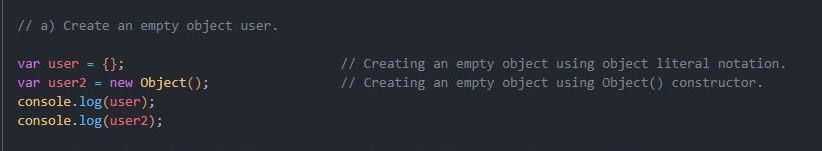 // a) Create an empty object user.
var user = {};                            // Creating an empty object using object literal notation.
var user2 = new Object();                 // Creating an empty object using Object() constructor.
console.log(user);
console.log(user2);